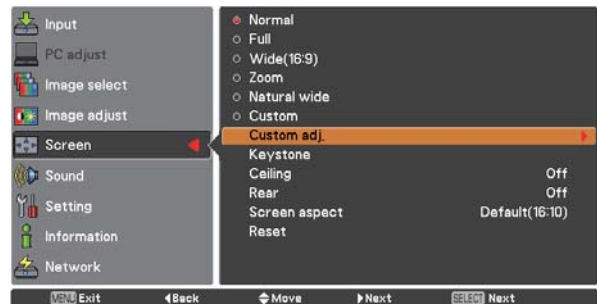 Input
PC adjust
Image select
Image adjust
Screen
Sound
Setting
Information
Network
Normal
Full
Wide(16:9)
Zoom
Natural wide
Custom
Custom adj.
Keystone
Ceiling Off
Rear Off
Screen aspect Default(16:10)
Reset
MENU Exit Back Move Next SELECT Next